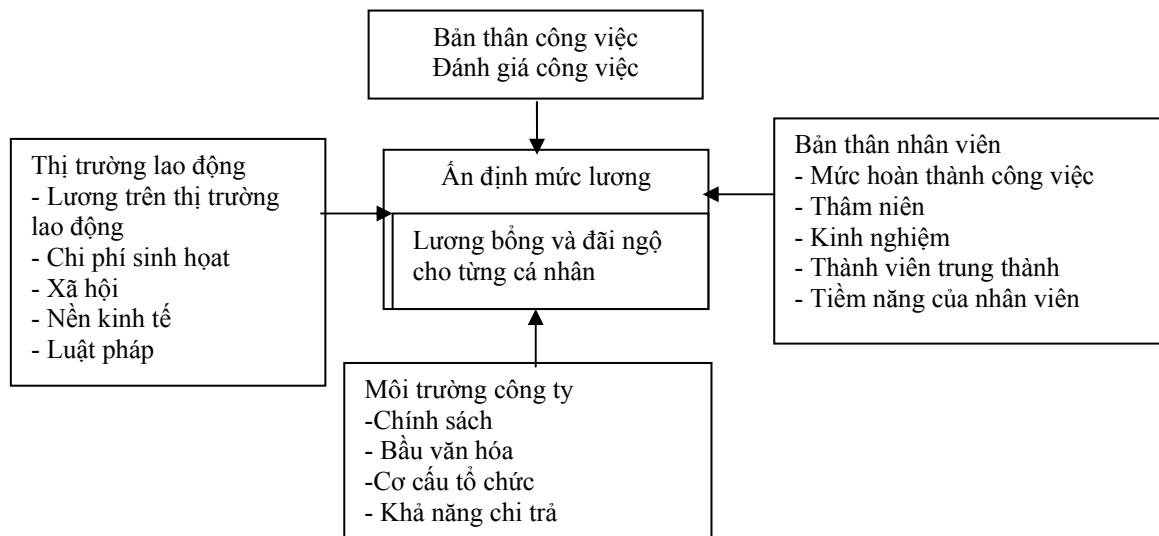 Bản thân công việc
Đánh giá công việc
Thị trường lao động
- Lương trên thị trường
lao động
- Chi phí sinh họat
- Xã hội
- Nền kinh tế
- Luật pháp
Ấn định mức lương
Lương bổng và đãi ngộ
cho từng cá nhân
Bản thân nhân viên
- Mức hoàn thành công việc
- Thâm niên
- Kinh nghiệm
- Thành viên trung thành
- Tiềm năng của nhân viên
Môi trường công ty
-Chính sách
- Bầu văn hóa
-Cơ cấu tổ chức
- Khả năng chi trả